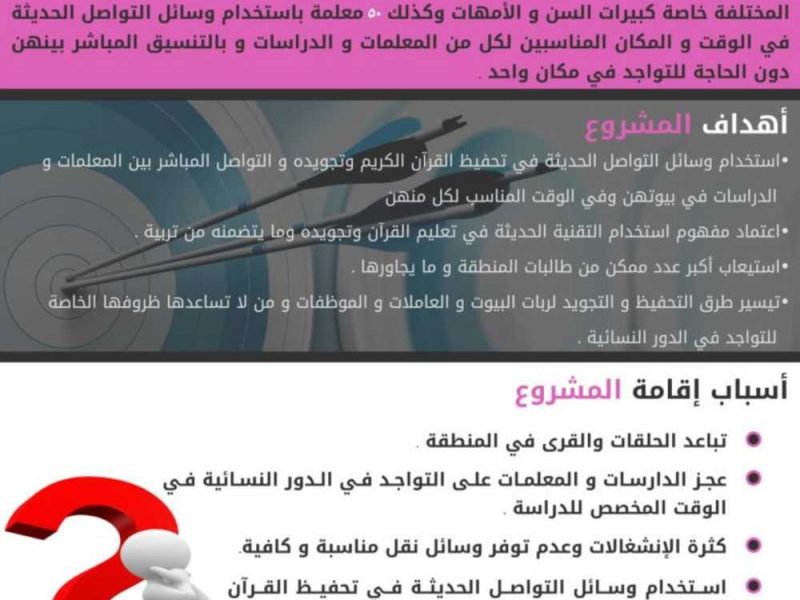 المختلفة خاصة كبيرات السن و الأمهات وكذلك ٥٠ معلمة باستخدام وسائل التواصل الحديثة
في الوقت و المكان المناسبين لكل من المعلمات و الدراسات و بالتنسيق المباشر بينهن
دون الحاجة للتواجد في مكان واحد .
أهداف المشروع
•استخدام وسائل التواصل الحديثة في تحفيظ القرآن الكريم وتجويده و التواصل المباشر بين المعلمات و
الدراسات في بيوتهن وفي الوقت المناسب لكل منهن
•اعتماد مفهوم استخدام التقنية الحديثة في تعليم القرآن وتجويده وما يتضمنه من تربية .
•استيعاب أكبر عدد ممكن من طالبات المنطقة و ما يجاورها .
•تيسير طرق التحفيظ و التجويد لربات البيوت و العاملات و الموظفات و من لا تساعدها ظروفها الخاصة
للتواجد في الدور النسائية .
أسباب إقامة المشروع
تباعد الحلقات والقرى في المنطقة .
عجز الدارسات و المعلمات على التواجد في الدور النسائية في
الوقت المخصص للدراسة .
كثرة الإنشغالات وعدم توفر وسائل نقل مناسبة و كافية.
استخدام وسائل التواصل الحديثة في تحفيظ القرآن